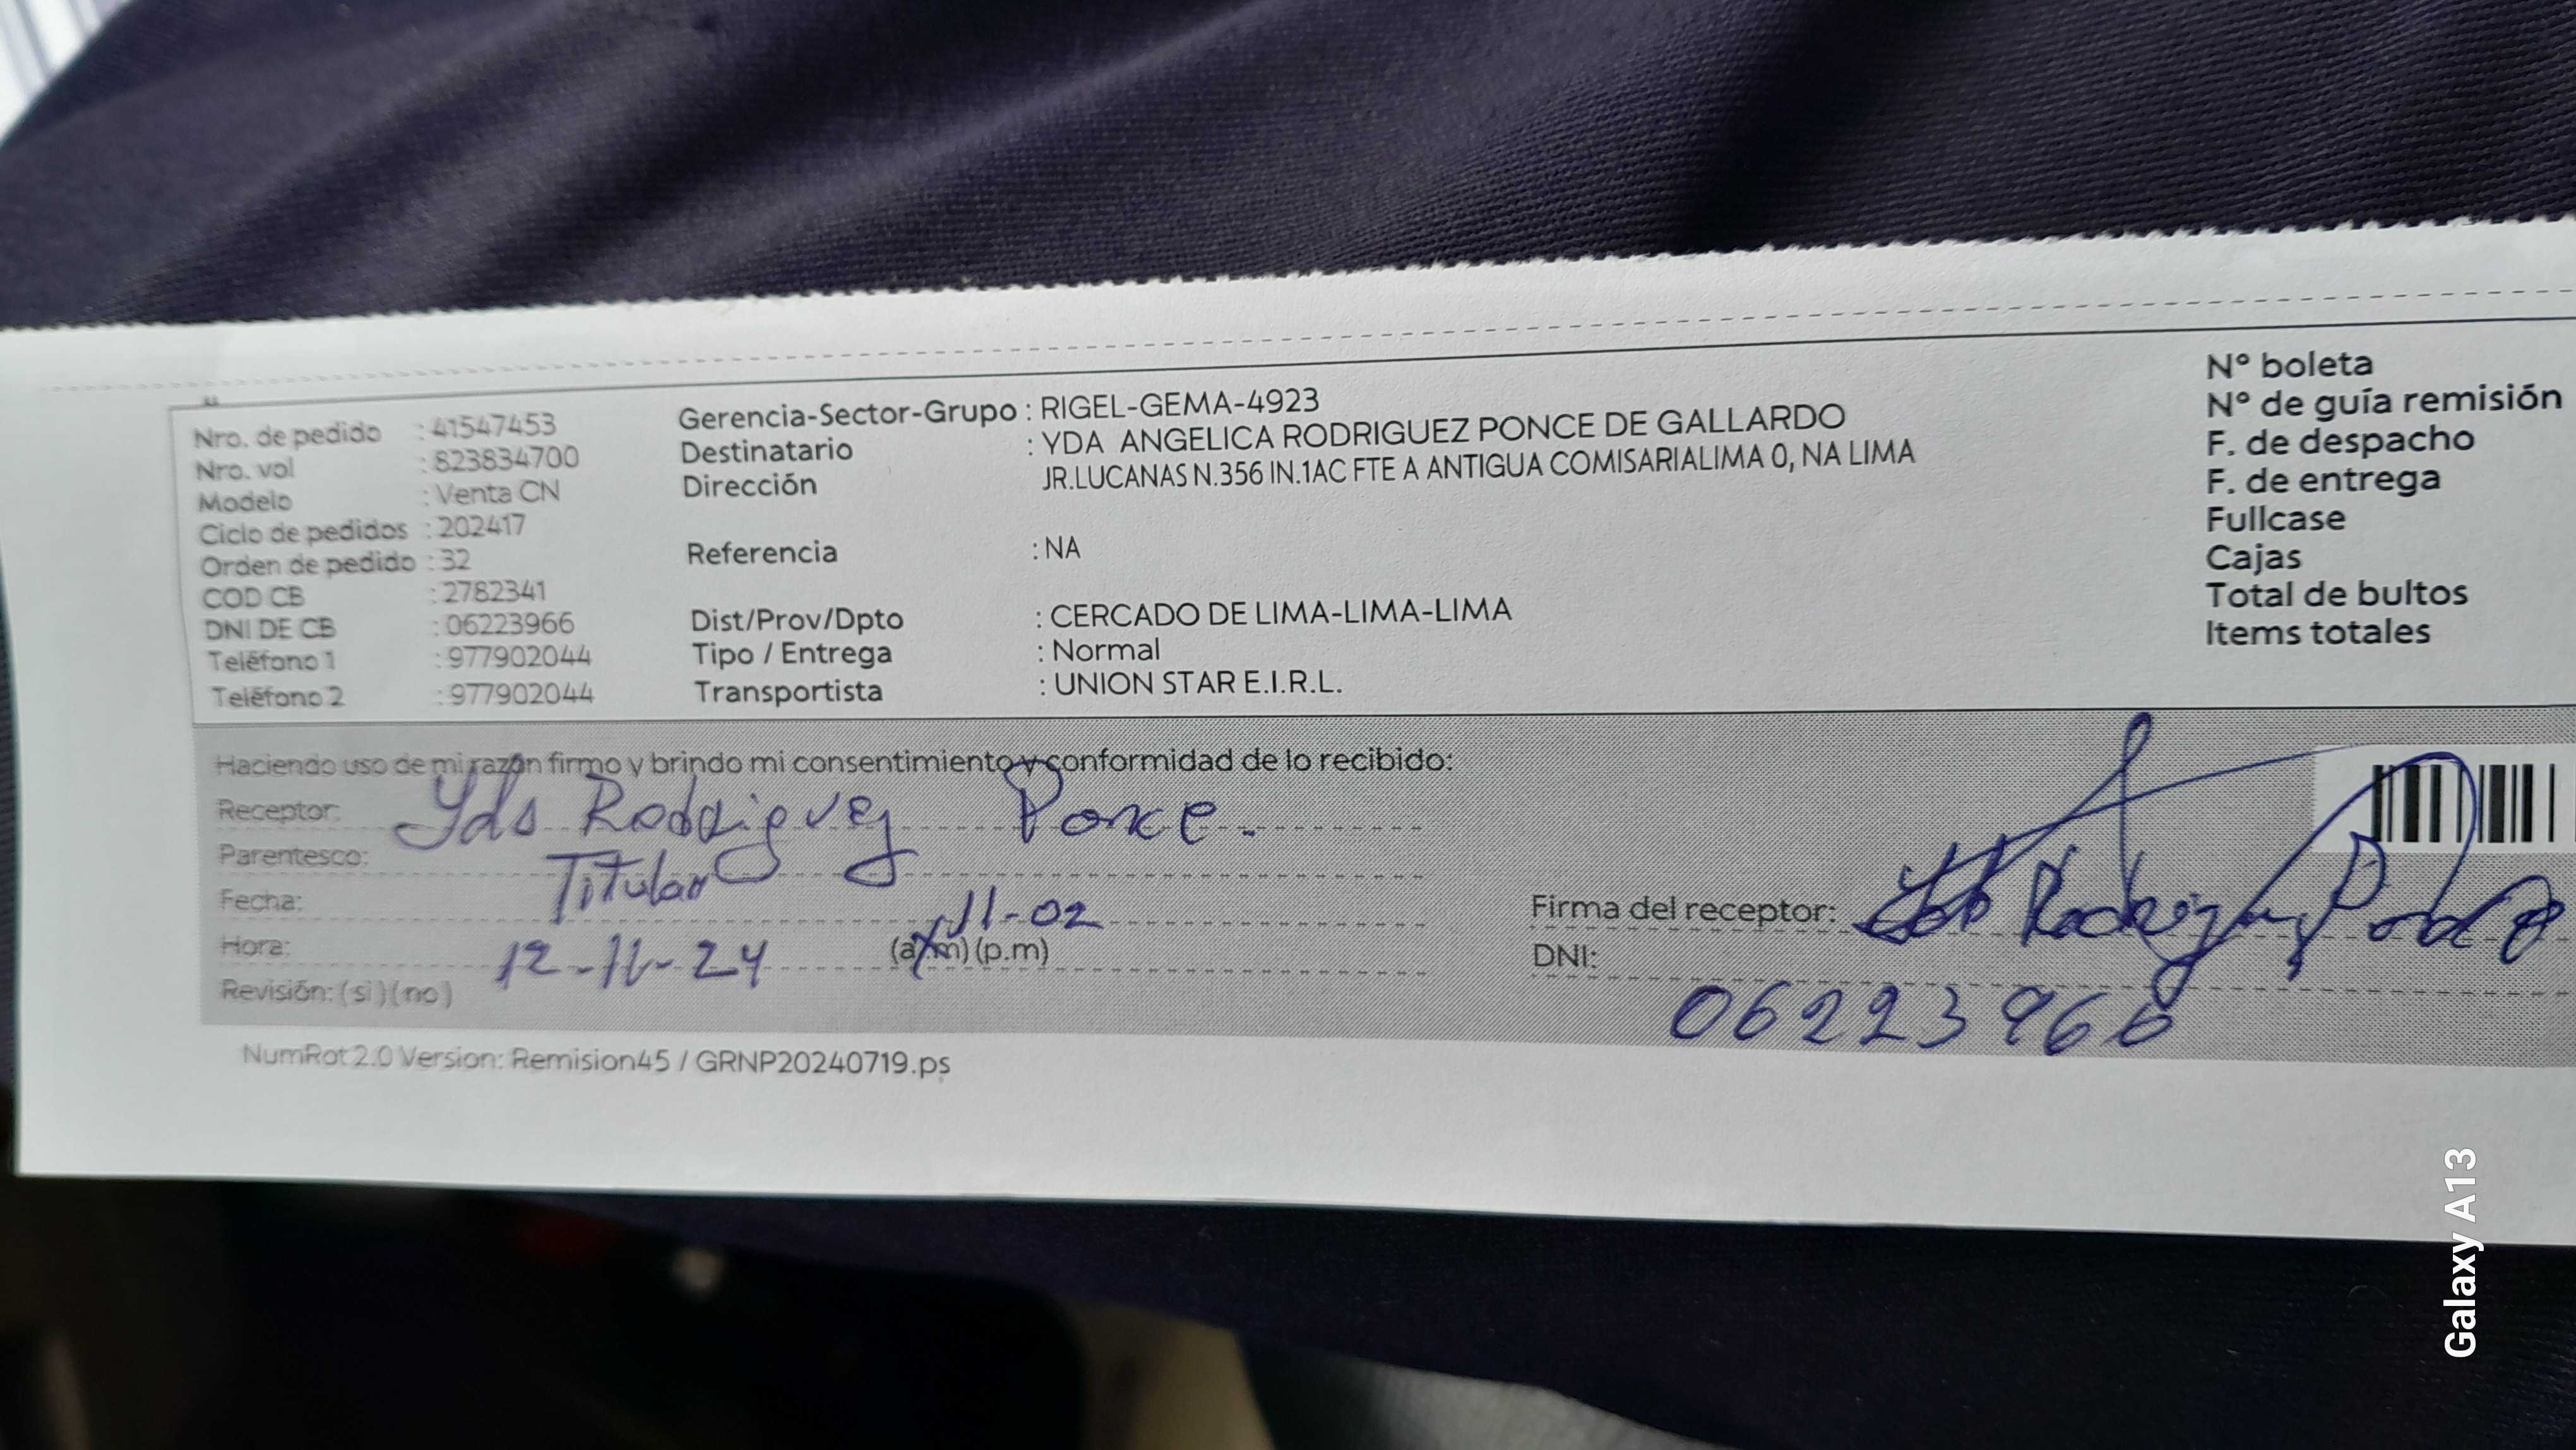 Nro. de pedido : 41547453
Nro. vol : 823834700
Modelo : Venta CN
Ciclo de pedidos : 202417
Orden de pedido : 32
COD CB : 2782341
DNI DE CB : 06223966
Teléfono 1 : 977902044
Teléfono 2 : 977902044
Gerencia-Sector-Grupo : RIGEL-GEMA-4923
Destinatario : YDA ANGELICA RODRIGUEZ PONCE DE GALLARDO
Dirección JR.LUCANAS N.356 IN.1AC FTE A ANTIGUA COMISARIALIMA 0, NA LIMA
Referencia : NA
Dist/Prov/Dpto : CERCADO DE LIMA-LIMA-LIMA
Tipo / Entrega : Normal
Transportista : UNION STAR E.I.R.L.
N° boleta
N° de guía remisión
F. de despacho
F. de entrega
Fullcase
Cajas
Total de bultos
Items totales
Haciendo uso de mi razón firmo y brindo mi consentimiento y conformidad de lo recibido:
Receptor: Yda Rodriguez Ponce.
Parentesco: Titular
Fecha: 11-02
Hora: 12-11-24 (a.m) (p.m)
Revisión: (si) (no)
Firma del receptor: Rodriguez Ponce
DNI:
06223966
NumRot2.0 Version: Remision45 / GRNP20240719.ps
Galaxy A13